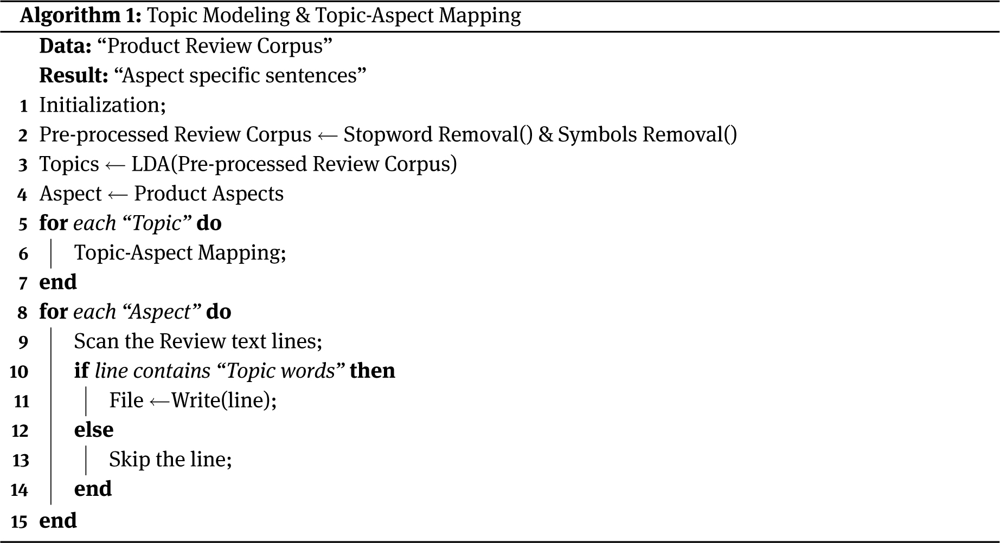 Algorithm 1: Topic Modeling & Topic-Aspect Mapping
Data: “Product Review Corpus”
Result: “Aspect specific sentences”
1 Initialization;
2 Pre-processed Review Corpus ← Stopword Removal() & Symbols Removal()
3 Topics ← LDA(Pre-processed Review Corpus)
4 Aspect ← Product Aspects
5 for each “Topic” do
6 Topic-Aspect Mapping;
7 end
8 for each “Aspect” do
9 Scan the Review text lines;
10 if line contains “Topic words” then
11 File ←Write(line);
12 else
13 Skip the line;
14 end
15 end